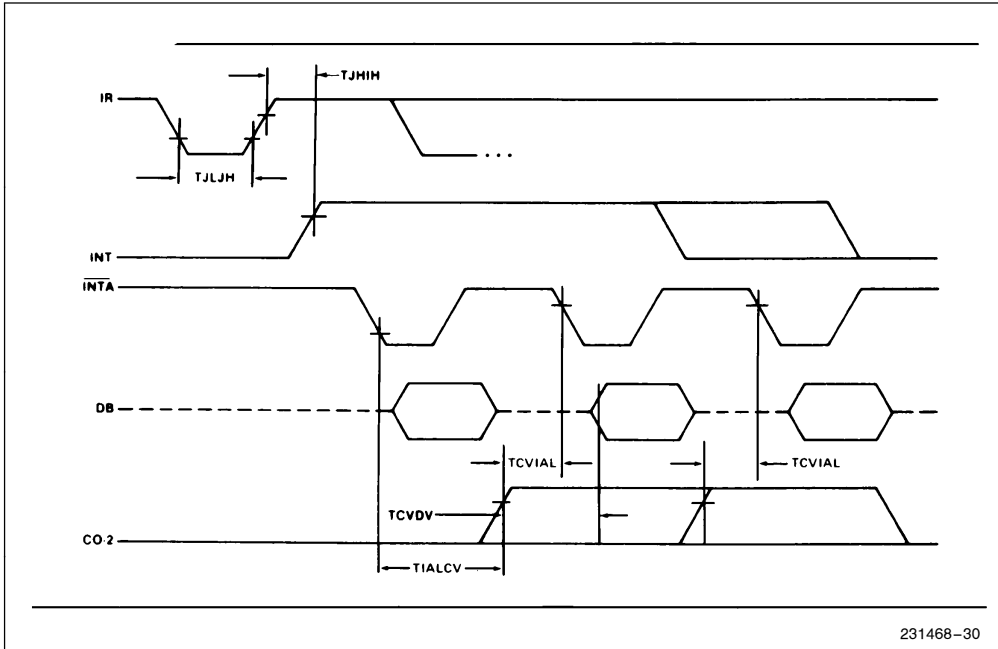 TJHIH
IR
TJLJH
...
INT
INTA
DB
TCVIAL
TCVIAL
TCVDV
CO-2
TIALCV
231468–30